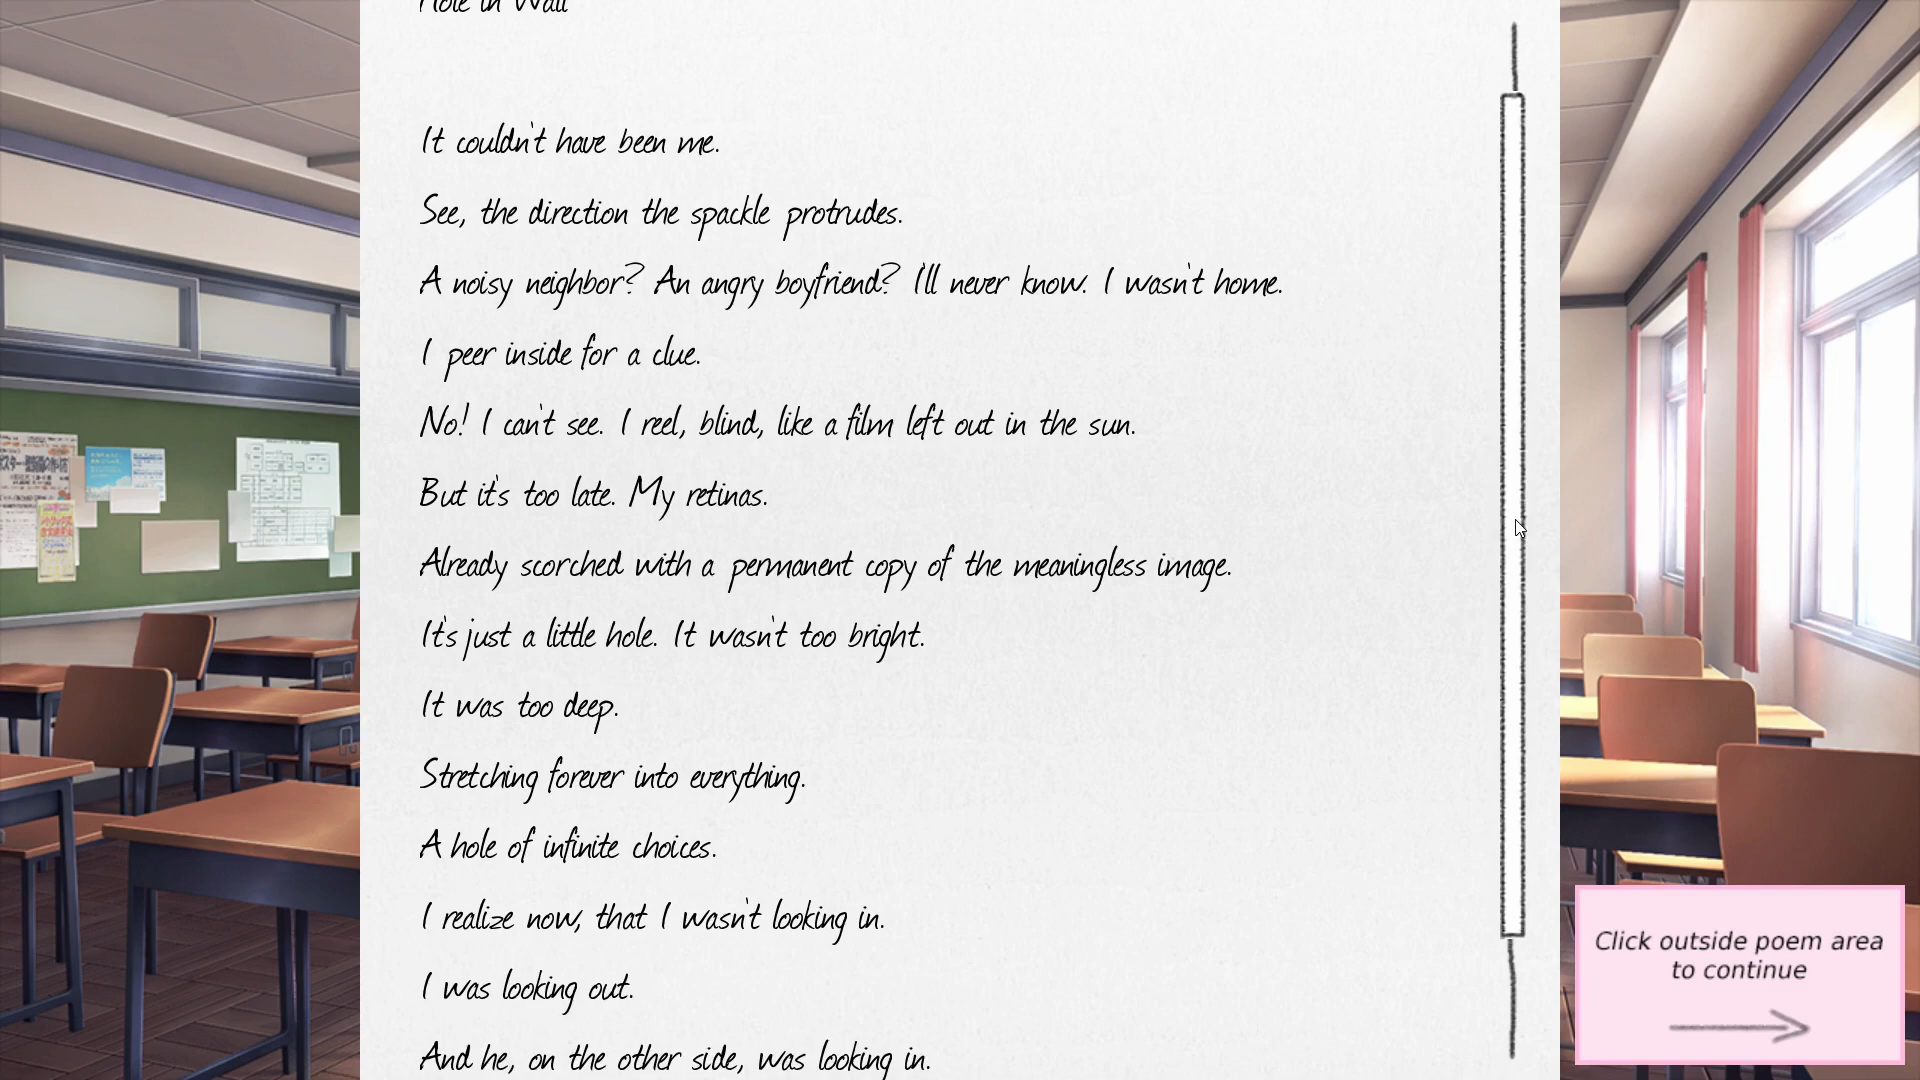 Hole in Wall
It couldn't have been me.
See, the direction the spackle protrudes.
A noisy neighbor? An angry boyfriend? I'll never know. I wasn't home.
I peer inside for a clue.
No! I can't see. I reel, blind, like a film left out in the sun.
But it's too late. My retinas.
Already scorched with a permanent copy of the meaningless image.
It's just a little hole. It wasn't too bright.
It was too deep.
Stretching forever into everything.
A hole of infinite choices.
I realize now, that I wasn't looking in.
I was looking out.
And he, on the other side, was looking in.
Click outside poem area
to continue